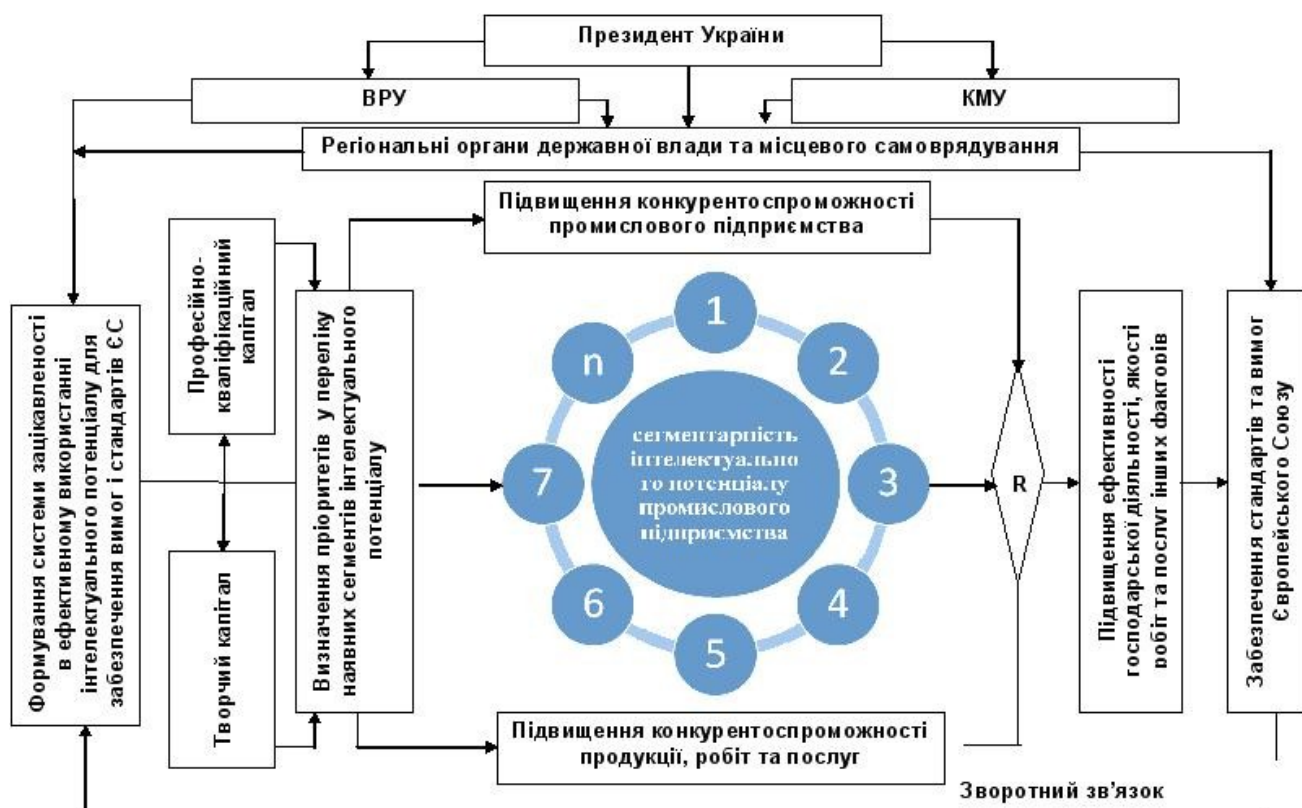 Президент України
ВРУ
КМУ
Регіональні органи державної влади та місцевого самоврядування
Підвищення конкурентоспроможності
промислового підприємства
Формування системи зацікавленості
в ефективному використанні
інтелектуального потенціалу для
забезпечення вимог і стандартів ЄС
Професійно-
кваліфікаційний
капітал
Творчий капітал
Визначення пріоритетів у переліку
наявних сегментів інтелектуального
потенціалу
1
2
3
4
5
6
7
n
сегментарність
інтелектуально
го потенціалу
промислового
підприємства
R
Підвищення ефективності
господарської діяльності, якості
робіт та послуг інших факторів
Забезпечення стандартів та вимог
Європейського Союзу
Підвищення конкурентоспроможності
продукції, робіт та послуг
Зворотний зв'язок